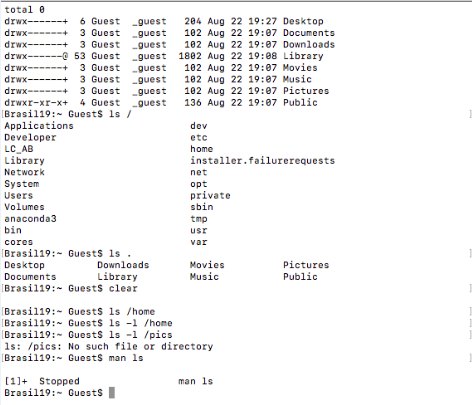 total 0
drwx------+  6 Guest  _guest   204 Aug 22 19:27 Desktop
drwx------+  3 Guest  _guest   102 Aug 22 19:07 Documents
drwx------+  3 Guest  _guest   102 Aug 22 19:07 Downloads
drwx------@ 53 Guest  _guest  1802 Aug 22 19:08 Library
drwx------+  3 Guest  _guest   102 Aug 22 19:07 Movies
drwx------+  3 Guest  _guest   102 Aug 22 19:07 Music
drwx------+  3 Guest  _guest   102 Aug 22 19:07 Pictures
drwxr-xr-x+  4 Guest  _guest   136 Aug 22 19:07 Public
[Brasil19:~ Guest$ ls / ]
Applications dev
Developer etc
LC_AB home
Library installer.failurerequests
Network net
System opt
Users private
Volumes sbin
anaconda3 tmp
bin usr
cores var
[Brasil19:~ Guest$ ls . ]
Desktop Downloads Movies Pictures
Documents Library Music Public
[Brasil19:~ Guest$ clear ]
[Brasil19:~ Guest$ ls /home ]
[Brasil19:~ Guest$ ls -l /home ]
[Brasil19:~ Guest$ ls -l /pics ]
ls: /pics: No such file or directory
[Brasil19:~ Guest$ man ls ]
[1]+  Stopped                 man ls
Brasil19:~ Guest$